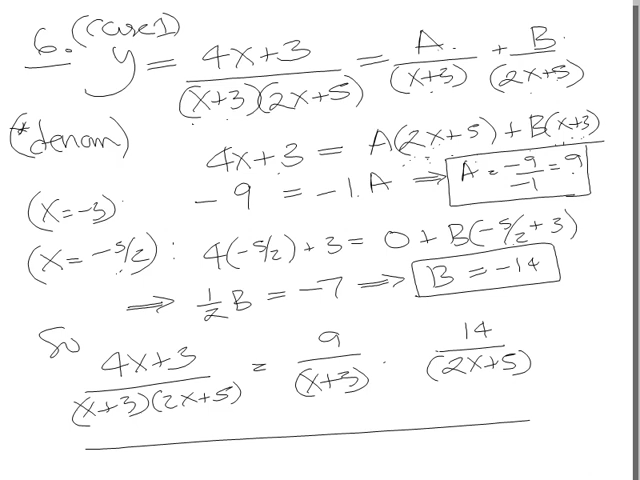 6. (case 1)
y = (4x+3)/((x+3)(2x+5)) = A/(x+3) + B/(2x+5)
(*denom) 4x+3 = A(2x+5) + B(x+3)
(x=-3) -9 = -1.A ⇒ A = -9/-1 = 9
(x=-5/2) : 4(-5/2)+3 = 0 + B(-5/2+3)
⇒ 1/2 B = -7 ⇒ B = -14
So
(4x+3)/((x+3)(2x+5)) = 9/(x+3) · 14/(2x+5)